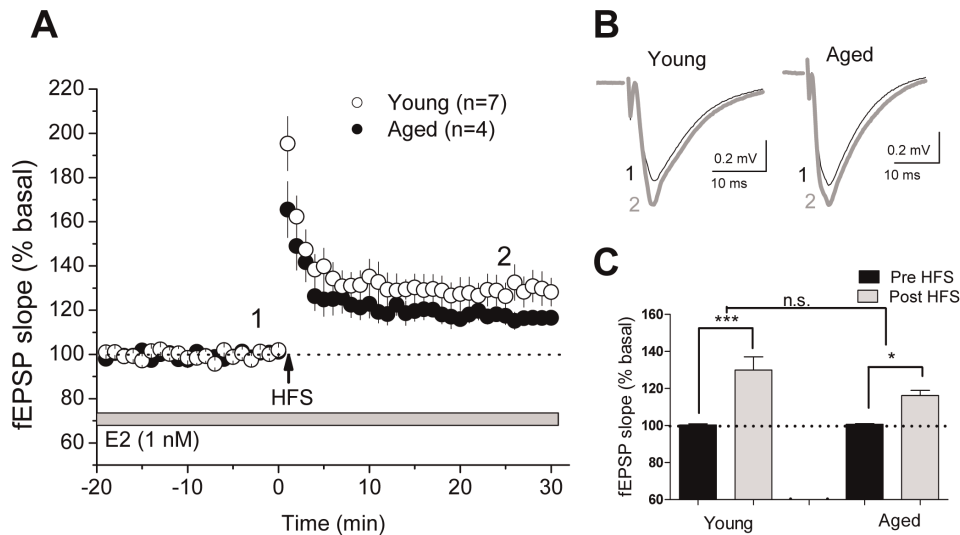 A
fEPSP slope (% basal)
220
200
180
160
140
120
100
80
60
Young (n=7)
Aged (n=4)
1
2
HFS
E2 (1 nM)
-20
-10
0
10
20
30
Time (min)
B
Young
Aged
1
2
0.2 mV
10 ms
1
2
0.2 mV
10 ms
C
Pre HFS
Post HFS
fEPSP slope (% basal)
160
140
120
100
80
60
n.s.
***
*
Young
Aged